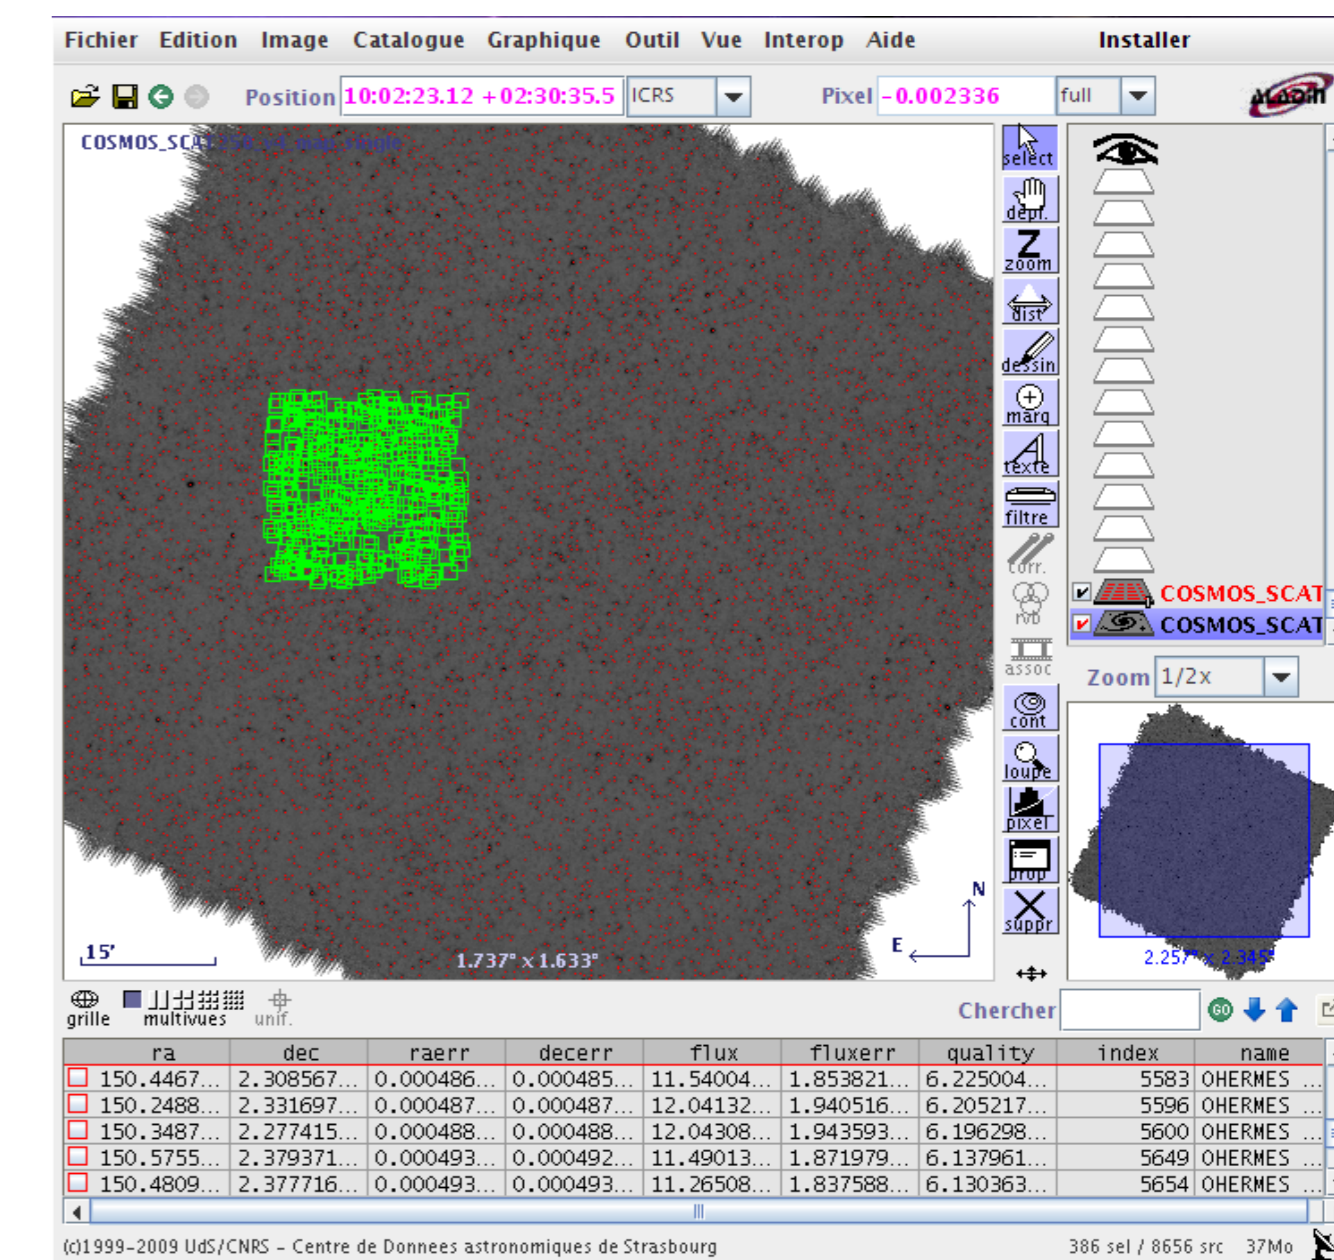 Fichier Edition Image Catalogue Graphique Outil Vue Interop Aide Installer
Position 10:02:23.12 +02:30:35.5 ICRS Pixel -0.002336 full
select
depl.
Z
zoom
dist
dessin
marq
texte
filtre
corr.
rvb
assoc
cont
loupe
pixel
prop
suppr
COSMOS_SCAT
COSMOS_SCAT
Zoom 1/2x
2.257° x 2.345°
N
E
15'
1.737° x 1.633°
grille multivues unif.
Chercher GO
ra dec raerr decerr flux fluxerr quality index name
150.4467... 2.308567... 0.000486... 0.000485... 11.54004... 1.853821... 6.225004... 5583 OHERMES ...
150.2488... 2.331697... 0.000487... 0.000487... 12.04132... 1.940516... 6.205217... 5596 OHERMES ...
150.3487... 2.277415... 0.000488... 0.000488... 12.04308... 1.943593... 6.196298... 5600 OHERMES ...
150.5755... 2.379371... 0.000493... 0.000492... 11.49013... 1.871979... 6.137961... 5649 OHERMES ...
150.4809... 2.377716... 0.000493... 0.000493... 11.26508... 1.837588... 6.130363... 5654 OHERMES ...
(c)1999-2009 UdS/CNRS - Centre de Donnees astronomiques de Strasbourg 386 sel / 8656 src 37Mo